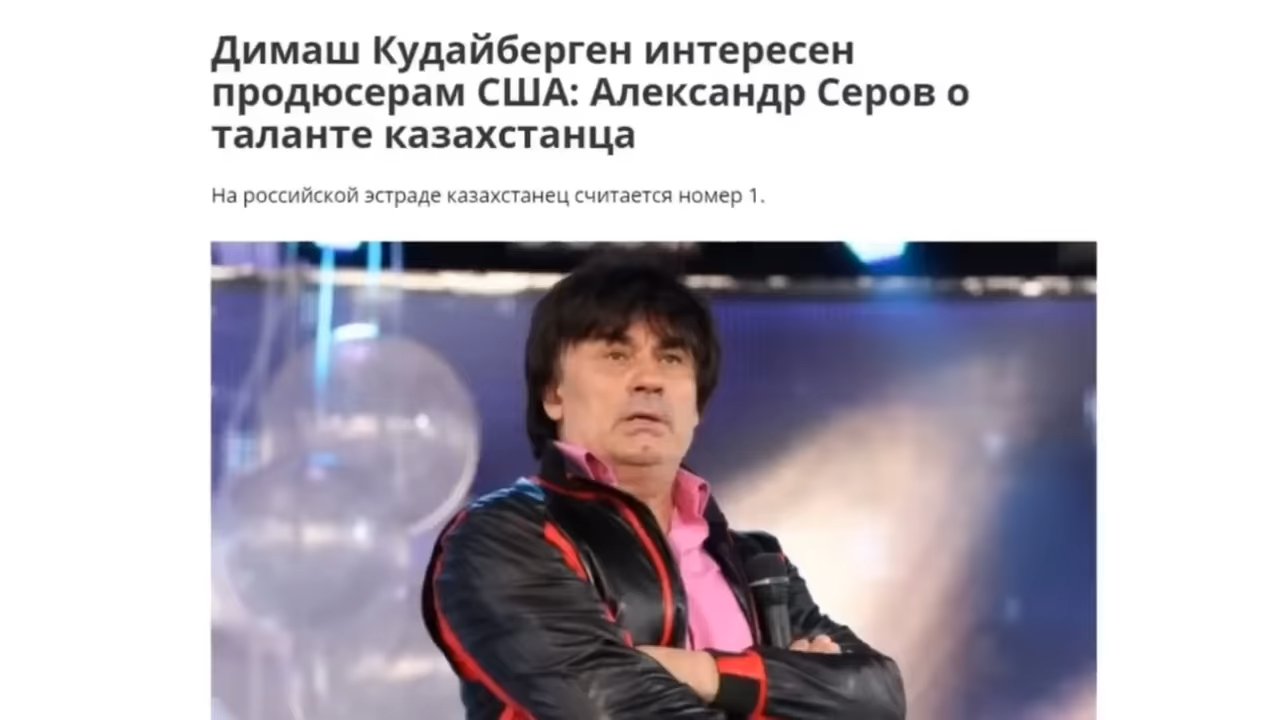 Димаш Кудайберген интересен
продюсерам США: Александр Серов о
таланте казахстанца
На российской эстраде казахстанец считается номер 1.